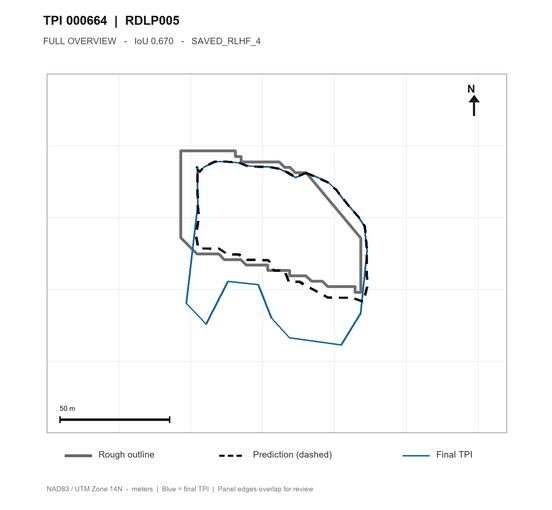 TPI 000664 | RDLP005
FULL OVERVIEW - IoU 0.670 - SAVED_RLHF_4
N
50 m
Rough outline
Prediction (dashed)
Final TPI
NAD83 / UTM Zone 14N - meters | Blue = final TPI | Panel edges overlap for review